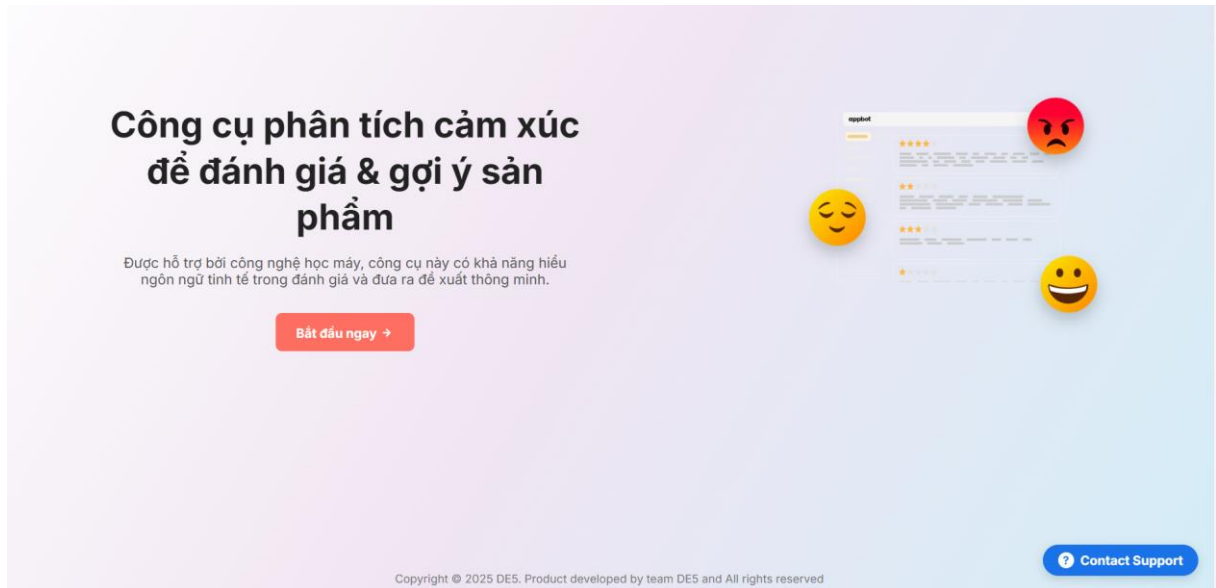 Công cụ phân tích cảm xúc
để đánh giá & gợi ý sản
phẩm
Được hỗ trợ bởi công nghệ học máy, công cụ này có khả năng hiểu
ngôn ngữ tinh tế trong đánh giá và đưa ra đề xuất thông minh.
Bắt đầu ngay →
appbot
? Contact Support
Copyright © 2025 DE5. Product developed by team DE5 and All rights reserved